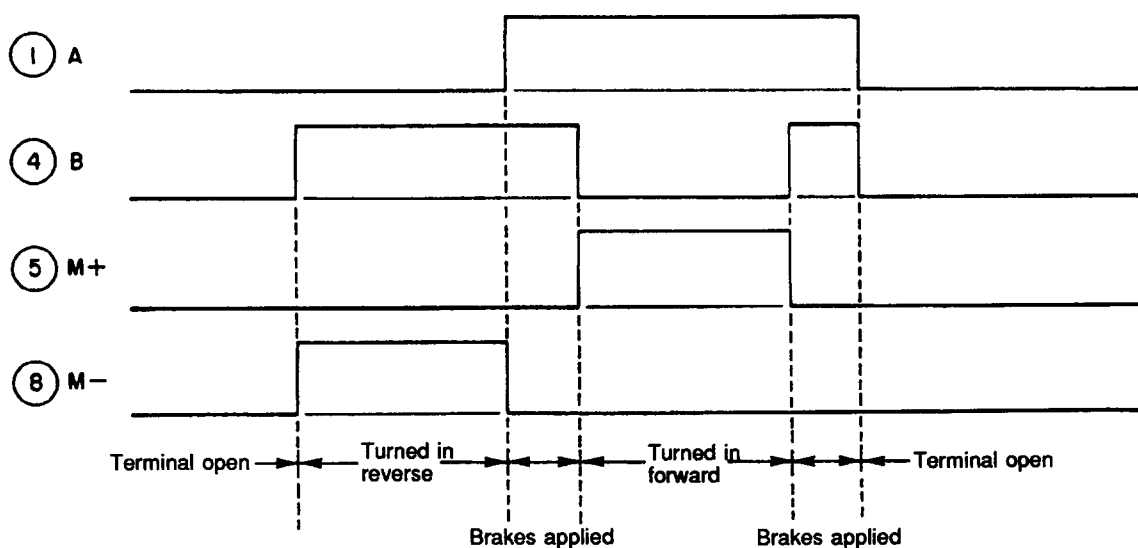 1 A
4 B
5 M+
8 M−
Terminal open
Turned in
reverse
Turned in
forward
Terminal open
Brakes applied
Brakes applied